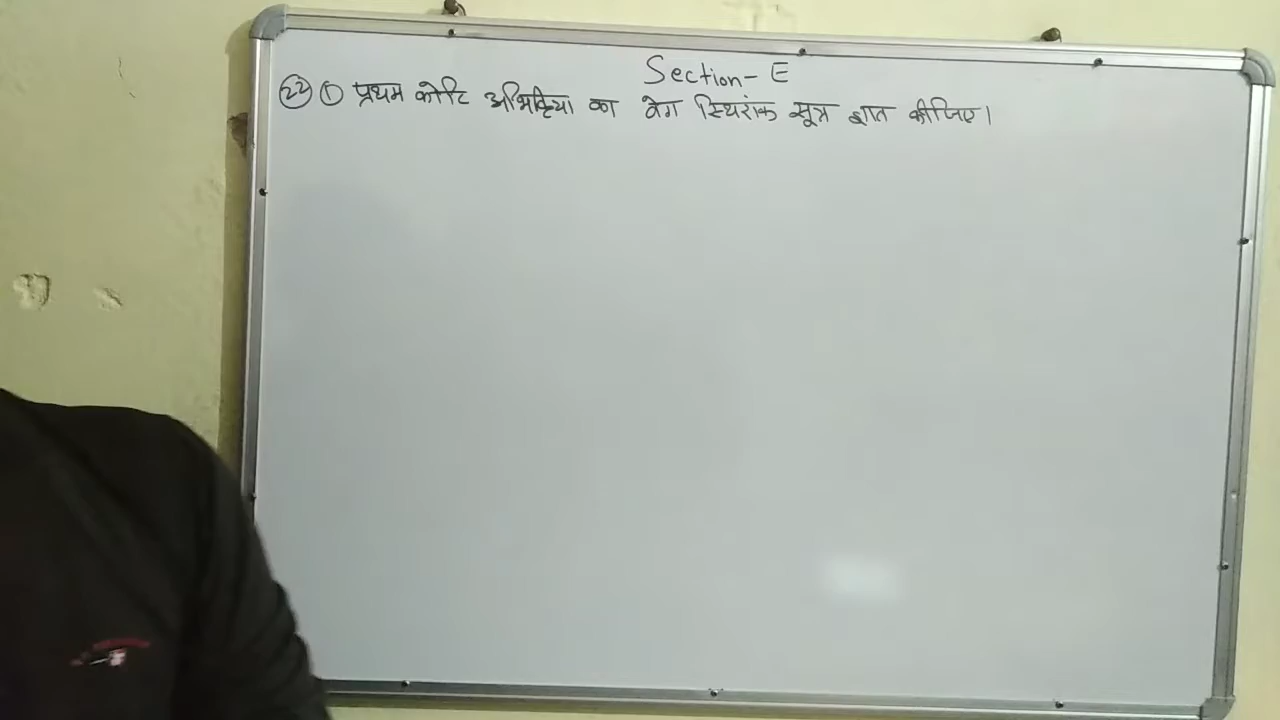 Section- E
㉒ ① प्रथम कोटि अभिक्रिया का वेग स्थिरांक सूत्र ज्ञात कीजिए।